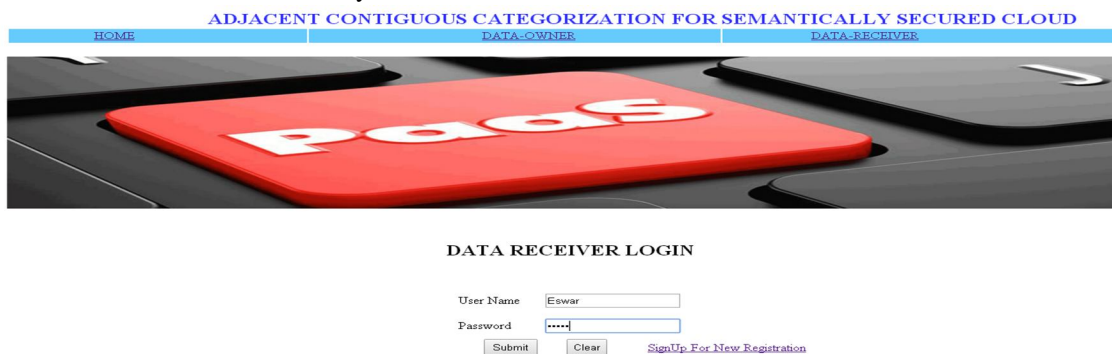 ADJACENT CONTIGUOUS CATEGORIZATION FOR SEMANTICALLY SECURED CLOUD
HOME DATA-OWNER DATA-RECEIVER
PaaS
DATA RECEIVER LOGIN
User Name Eswar
Password •••••
Submit Clear SignUp For New Registration